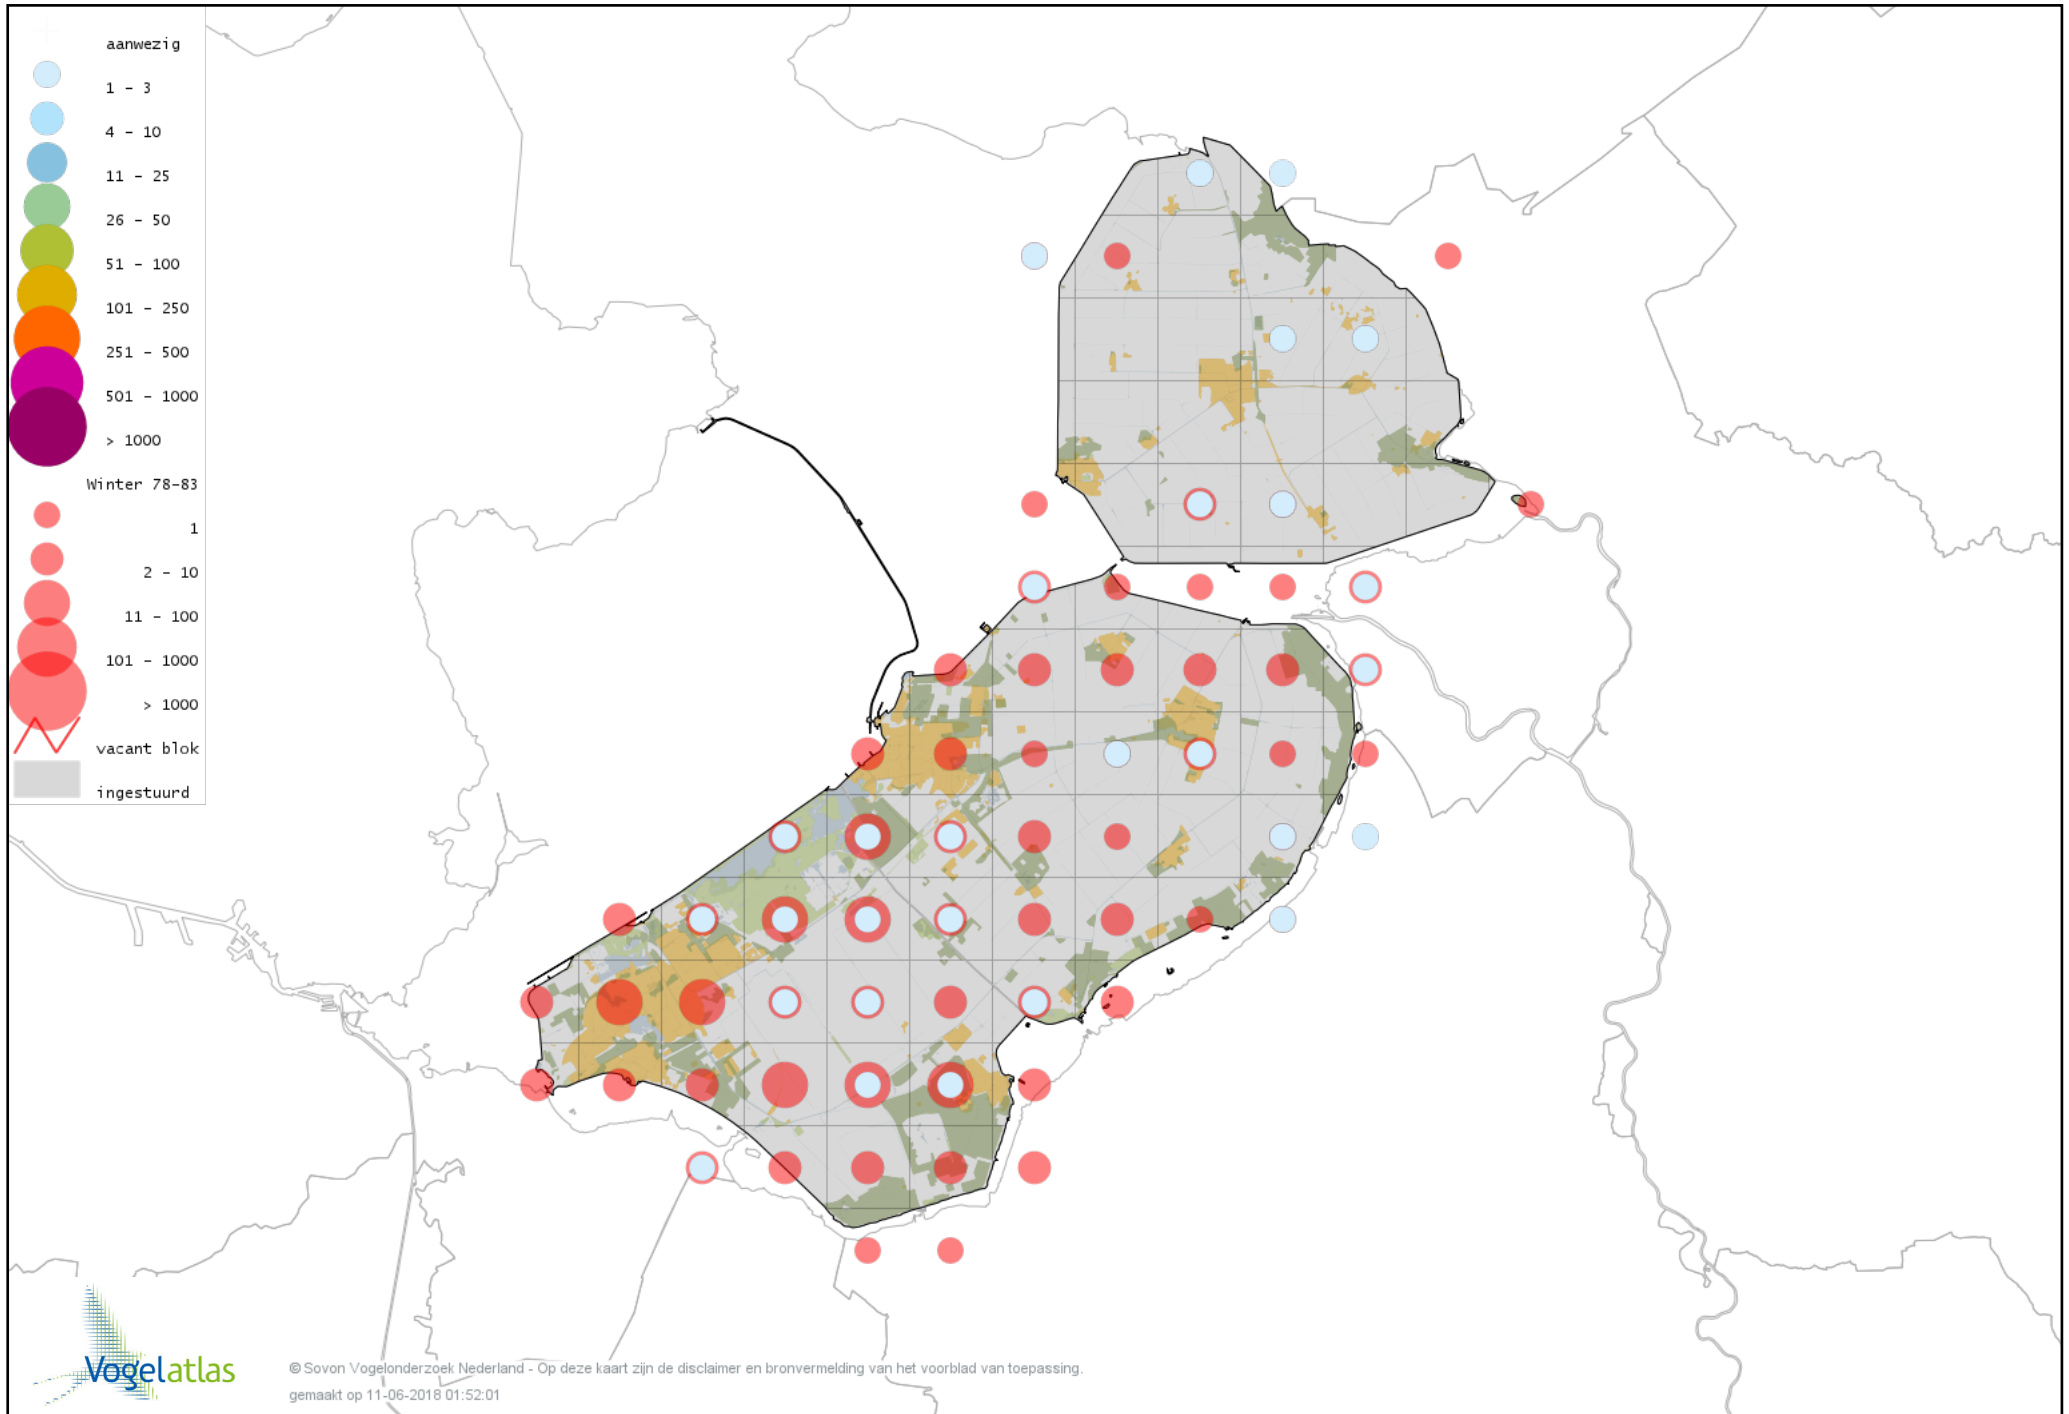 aanwezig
1 - 3
4 - 10
11 - 25
26 - 50
51 - 100
101 - 250
251 - 500
501 - 1000
> 1000
Winter 78-83
1
2 - 10
11 - 100
101 - 1000
> 1000
vacant blok
ingestuurd
Vogelatlas
© Sovon Vogelonderzoek Nederland - Op deze kaart zijn de disclaimer en bronvermelding van het voorblad van toepassing.
gemaakt op 11-06-2018 01:52:01